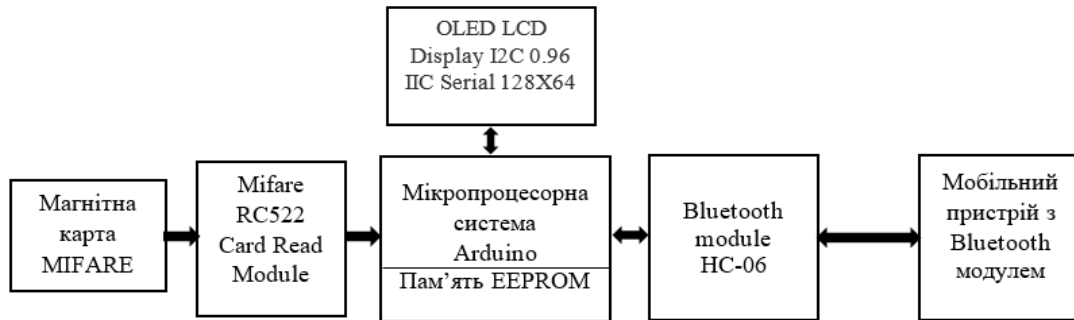 OLED LCD
Display I2C 0.96
IIC Serial 128X64
Магнітна
карта
MIFARE
Mifare
RC522
Card Read
Module
Мікропроцесорна
система
Arduino
Пам’ять EEPROM
Bluetooth
module
HC-06
Мобільний
пристрій з
Bluetooth
модулем